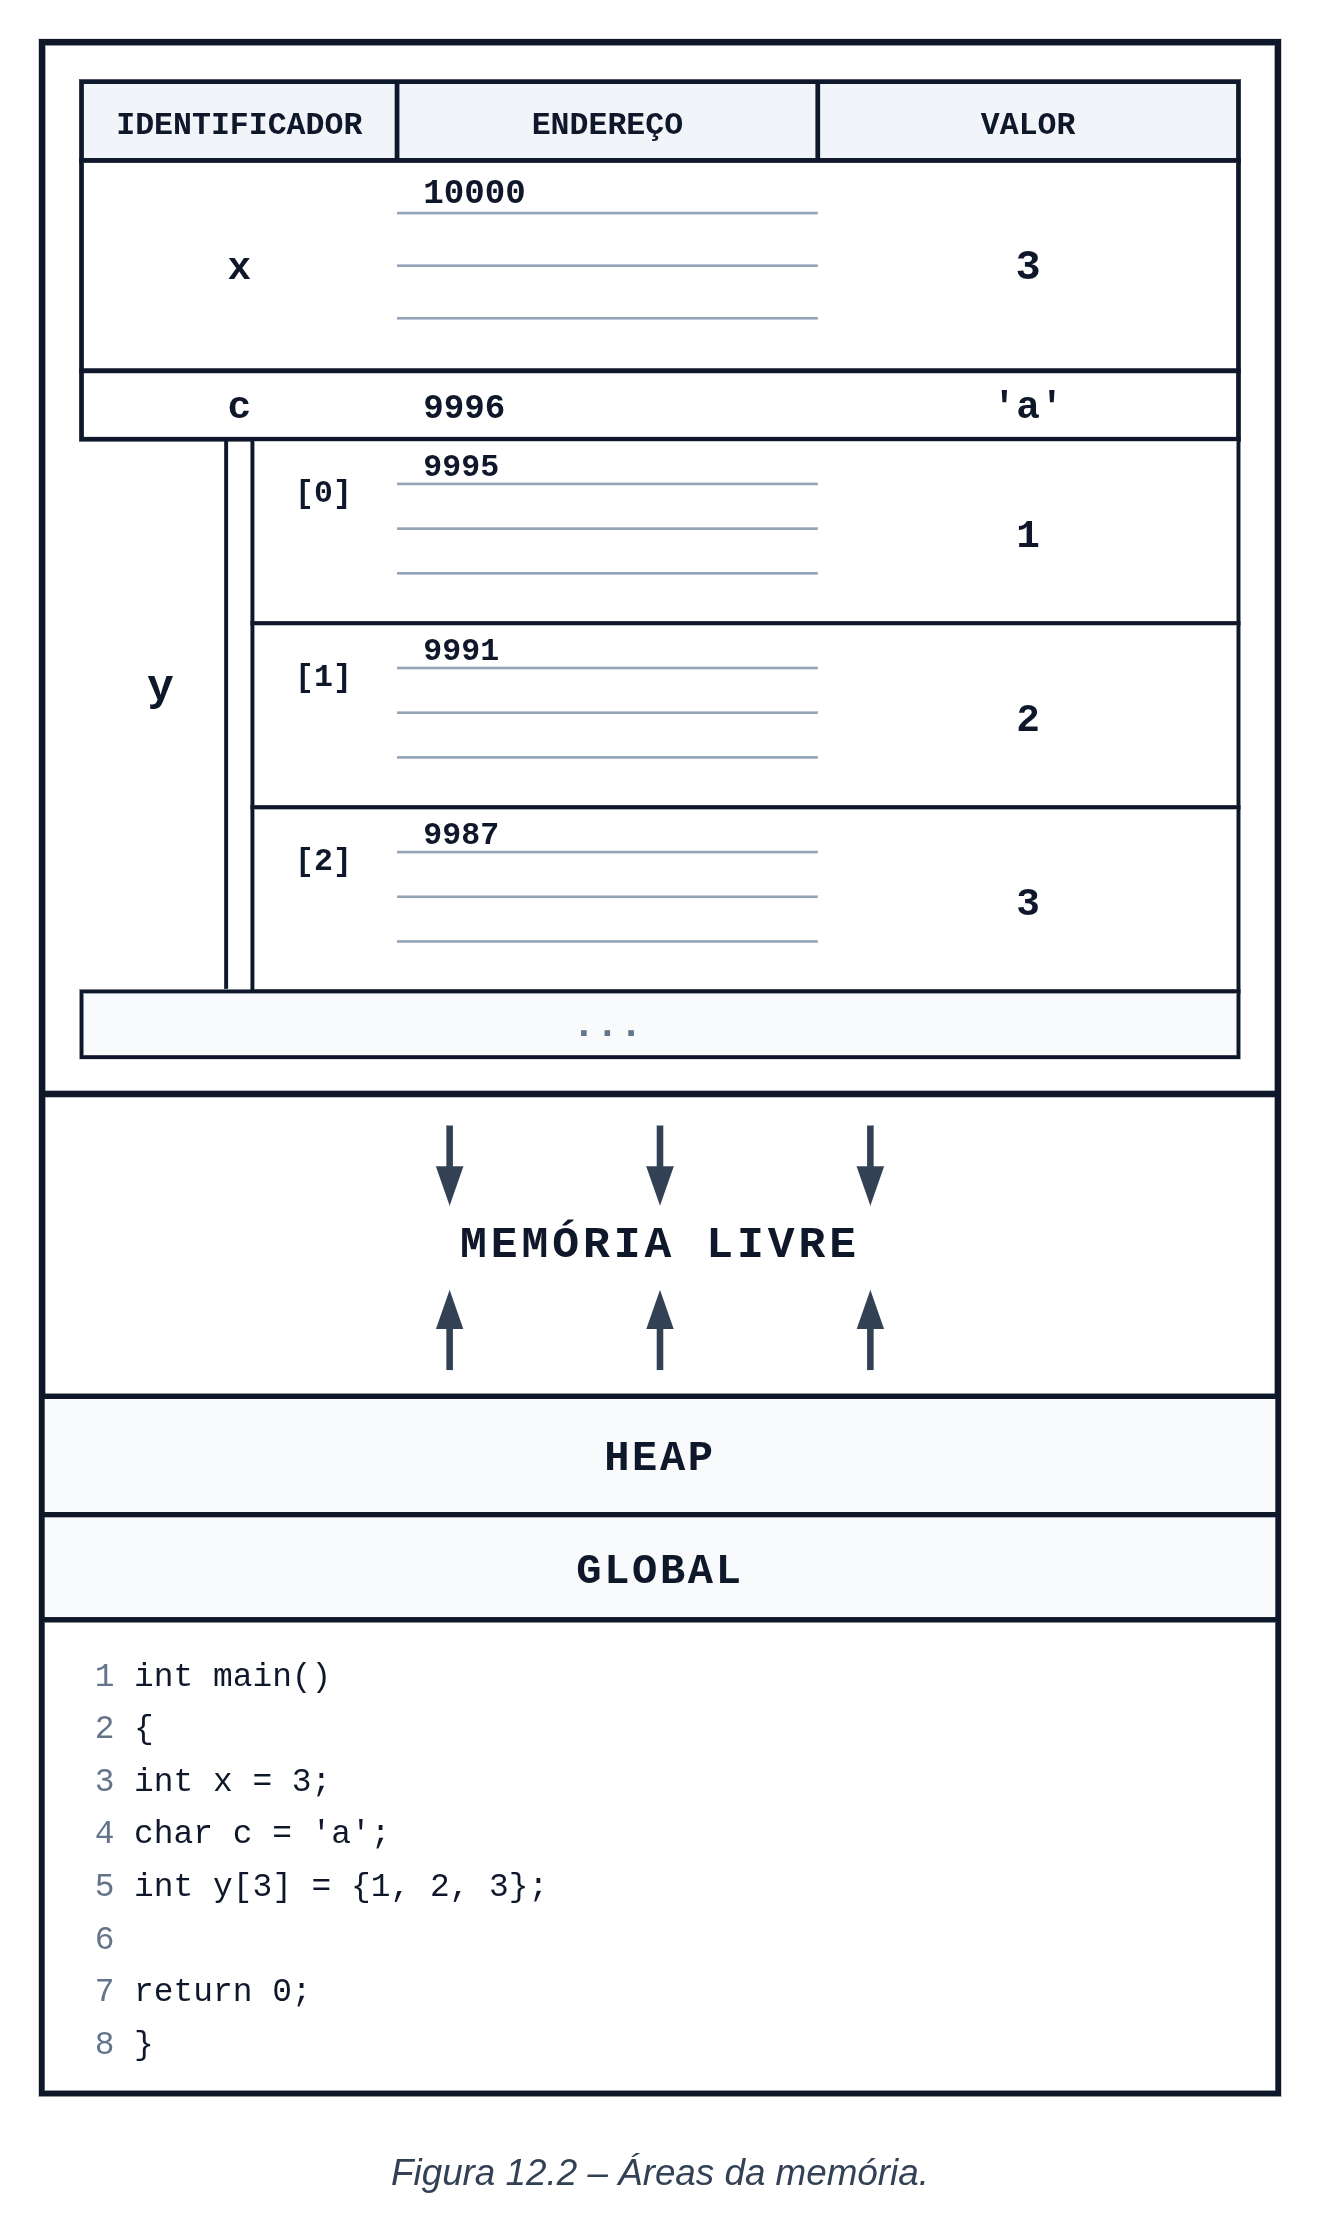 IDENTIFICADOR ENDEREÇO VALOR
10000
x 3
c 9996 'a'
9995
[0]
1
9991
[1]
y
2
9987
[2]
3
...
MEMÓRIA LIVRE
HEAP
GLOBAL
1 int main()
2 {
3 int x = 3;
4 char c = 'a';
5 int y[3] = {1, 2, 3};
6
7 return 0;
8 }
Figura 12.2 – Áreas da memória.